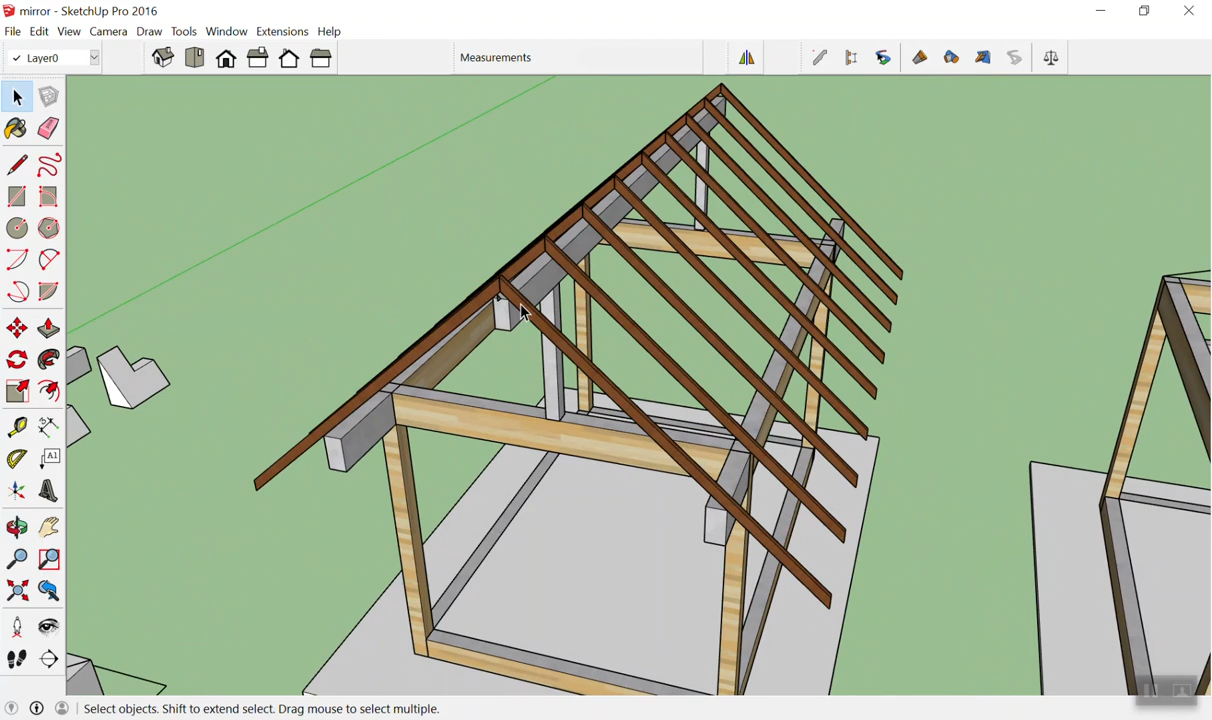 mirror - SketchUp Pro 2016
File Edit View Camera Draw Tools Window Extensions Help
Layer0
Measurements
A1
Select objects. Shift to extend select. Drag mouse to select multiple.